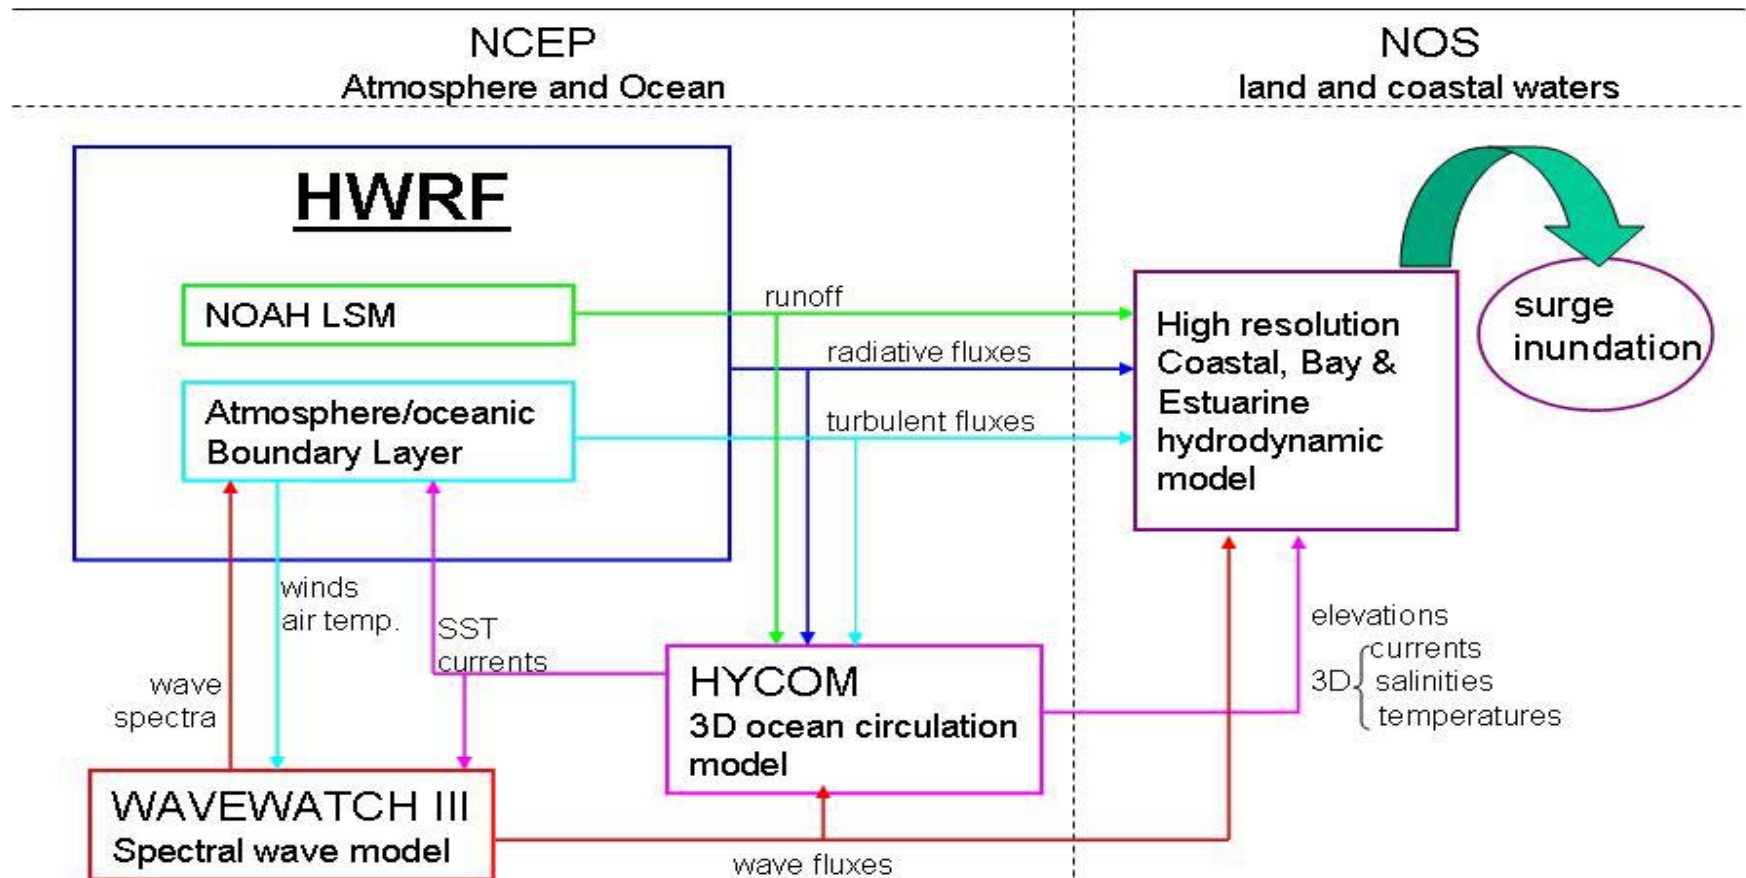 NCEP
Atmosphere and Ocean
NOS
land and coastal waters
HWRF
NOAH LSM
Atmosphere/oceanic
Boundary Layer
runoff
radiative fluxes
turbulent fluxes
High resolution
Coastal, Bay &
Estuarine
hydrodynamic
model
surge
inundation
winds
air temp.
SST
currents
wave
spectra
HYCOM
3D ocean circulation
model
elevations
currents
3D salinities
temperatures
WAVEWATCH III
Spectral wave model
wave fluxes